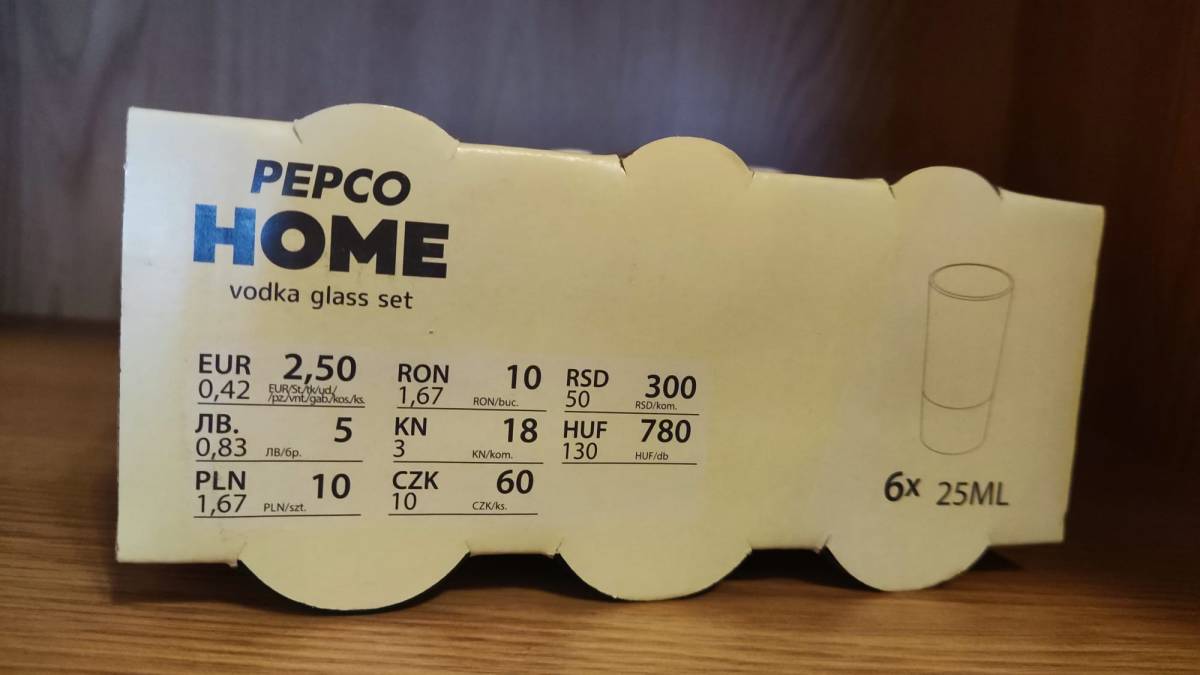 PEPCO
HOME
vodka glass set
EUR 2,50
0,42 EUR/St./tk/ud/
/pz/vnt/gab/kos/ks.
ЛВ. 5
0,83 ЛВ/бр.
PLN 10
1,67 PLN/szt.
RON 10
1,67 RON/buc.
KN 18
3 KN/kom.
CZK 60
10 CZK/ks.
RSD 300
50 RSD/kom.
HUF 780
130 HUF/db
6x 25ML